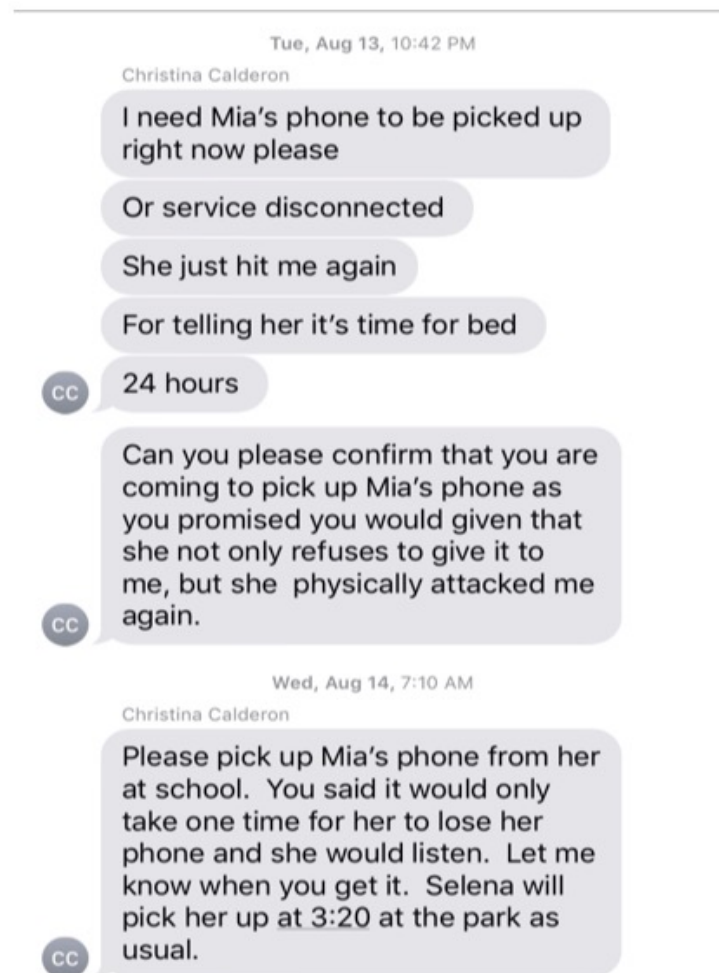 Tue, Aug 13, 10:42 PM
Christina Calderon
I need Mia's phone to be picked up
right now please
Or service disconnected
She just hit me again
For telling her it's time for bed
24 hours
CC
Can you please confirm that you are
coming to pick up Mia's phone as
you promised you would given that
she not only refuses to give it to
me, but she  physically attacked me
again.
CC
Wed, Aug 14, 7:10 AM
Christina Calderon
Please pick up Mia's phone from her
at school.  You said it would only
take one time for her to lose her
phone and she would listen.  Let me
know when you get it.  Selena will
pick her up at 3:20 at the park as
usual.
CC